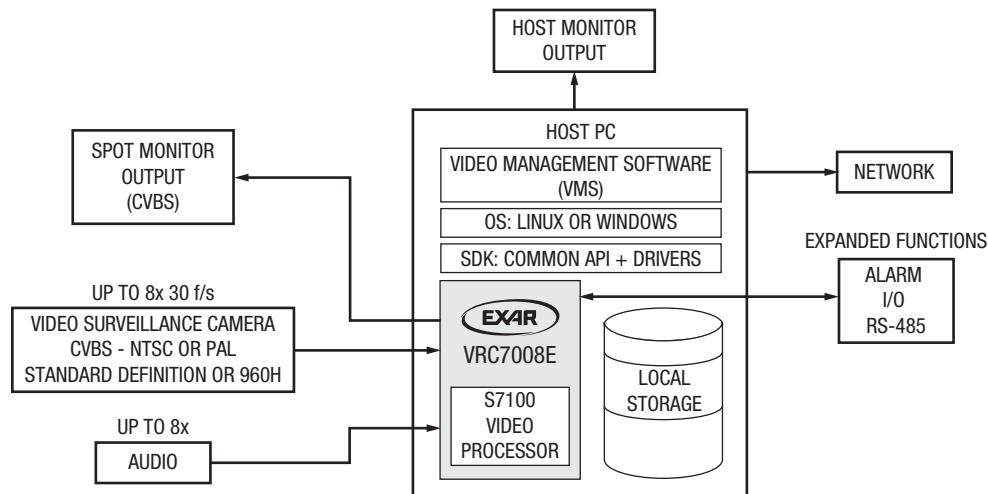 HOST MONITOR
OUTPUT
HOST PC
VIDEO MANAGEMENT SOFTWARE
(VMS)
OS: LINUX OR WINDOWS
SDK: COMMON API + DRIVERS
SPOT MONITOR
OUTPUT
(CVBS)
NETWORK
EXPANDED FUNCTIONS
ALARM
I/O
RS-485
UP TO 8x 30 f/s
VIDEO SURVEILLANCE CAMERA
CVBS - NTSC OR PAL
STANDARD DEFINITION OR 960H
EXAR
VRC7008E
S7100
VIDEO
PROCESSOR
LOCAL
STORAGE
UP TO 8x
AUDIO